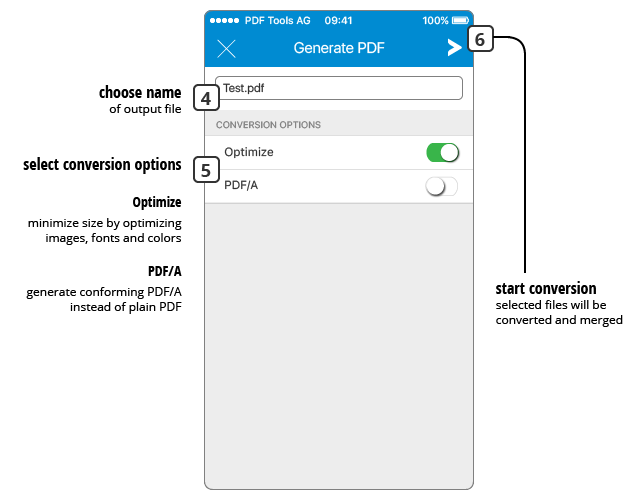 PDF Tools AG 09:41 100%
Generate PDF
6
choose name
of output file
4
Test.pdf
CONVERSION OPTIONS
select conversion options
5
Optimize
PDF/A
Optimize
minimize size by optimizing
images, fonts and colors
PDF/A
generate conforming PDF/A
instead of plain PDF
start conversion
selected files will be
converted and merged